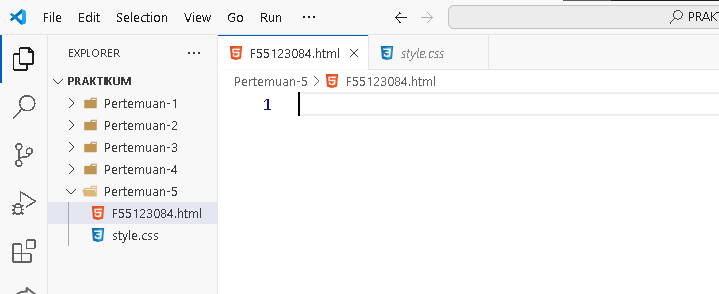 File Edit Selection View Go Run ··· ← → PRAK
EXPLORER ···
PRAKTIKUM
Pertemuan-1
Pertemuan-2
Pertemuan-3
Pertemuan-4
Pertemuan-5
F55123084.html
style.css
F55123084.html × style.css
Pertemuan-5 > F55123084.html
1